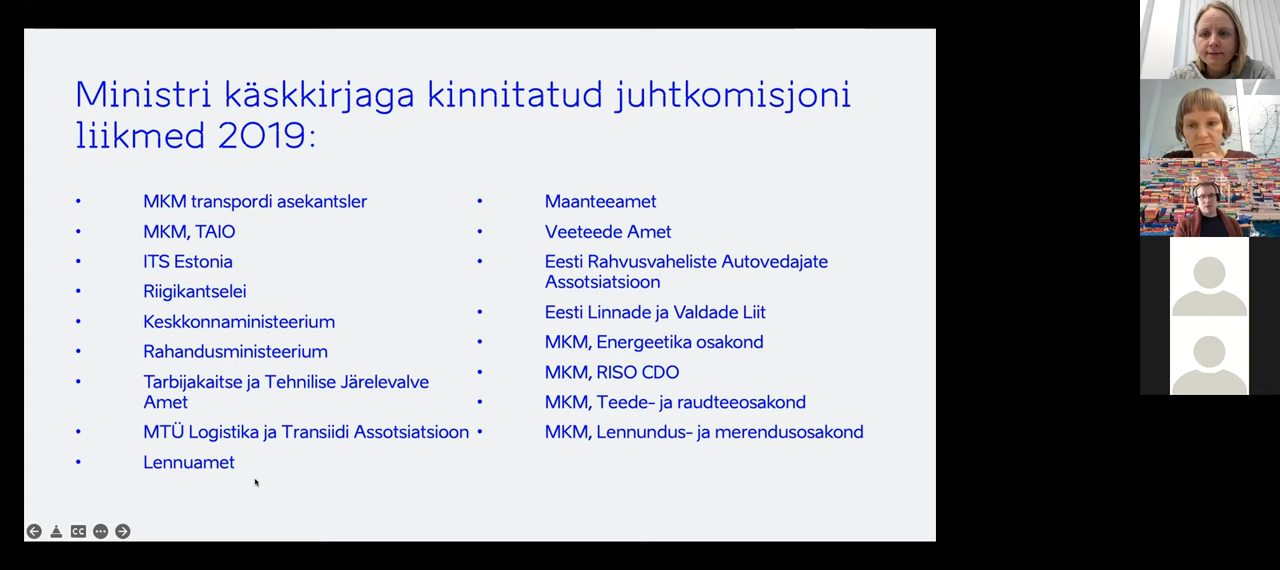 Ministri käskkirjaga kinnitatud juhtkomisjoni
liikmed 2019:
• MKM transpordi asekantsler
• MKM, TAIO
• ITS Estonia
• Riigikantselei
• Keskkonnaministeerium
• Rahandusministeerium
• Tarbijakaitse ja Tehnilise Järelevalve
Amet
• MTÜ Logistika ja Transiidi Assotsiatsioon
• Lennuamet
• Maanteeamet
• Veeteede Amet
• Eesti Rahvusvaheliste Autovedajate
Assotsiatsioon
• Eesti Linnade ja Valdade Liit
• MKM, Energeetika osakond
• MKM, RISO CDO
• MKM, Teede- ja raudteeosakond
• MKM, Lennundus- ja merendusosakond
CC